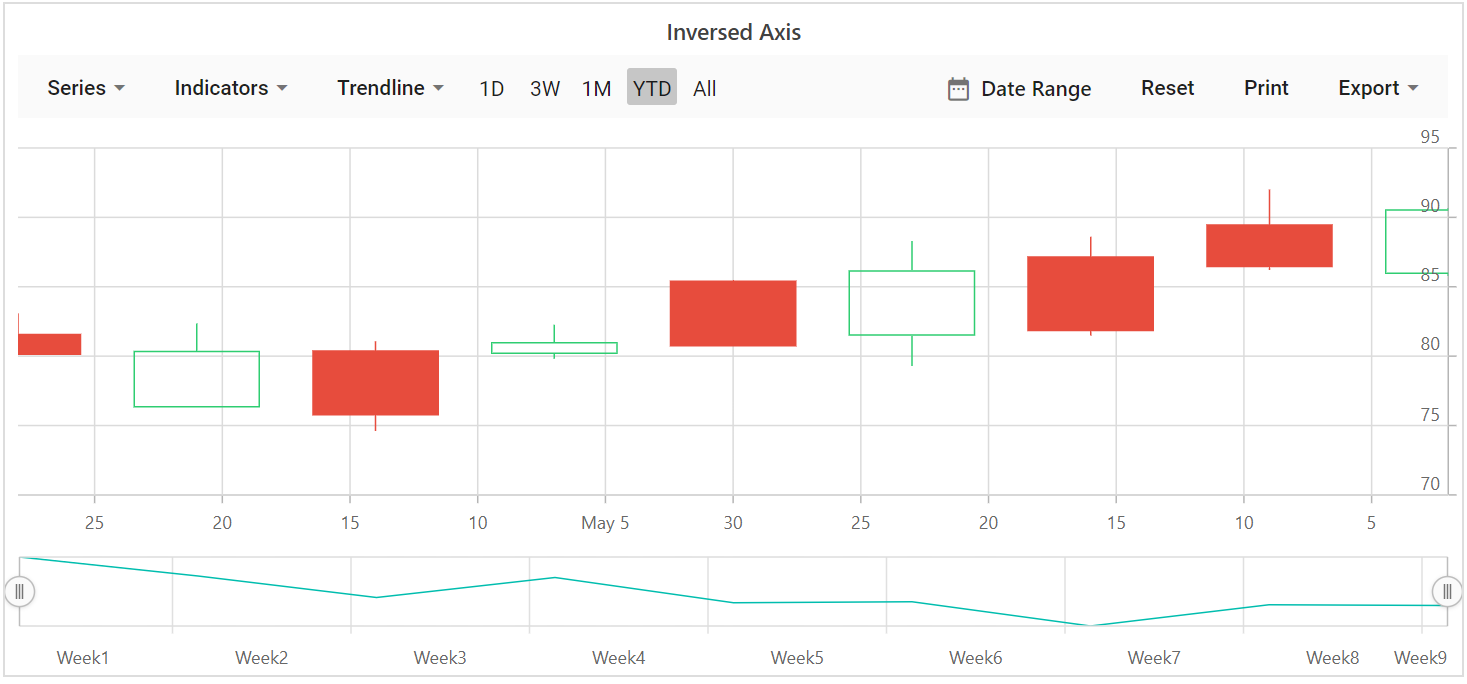 Inversed Axis
Series Indicators Trendline 1D 3W 1M YTD All Date Range Reset Print Export
95
90
85
80
75
70
25 20 15 10 May 5 30 25 20 15 10 5
Week1 Week2 Week3 Week4 Week5 Week6 Week7 Week8 Week9